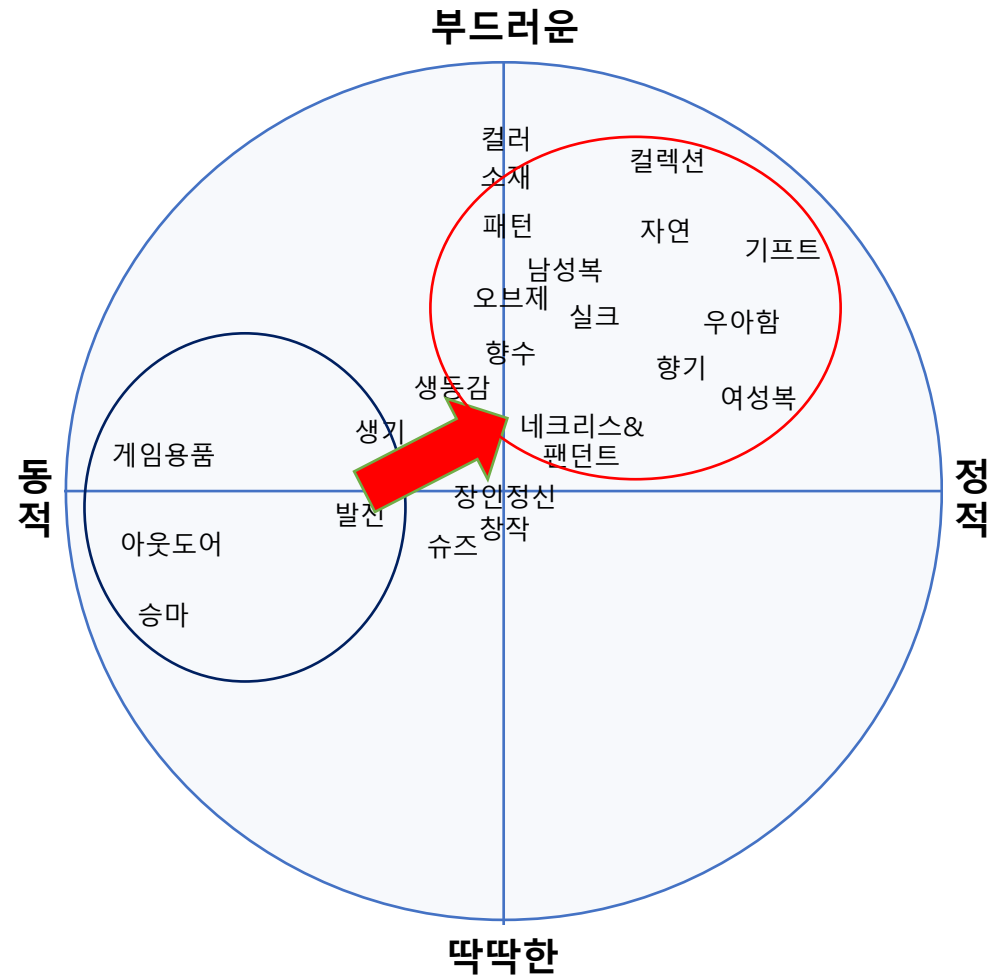 부드러운
컬러
컬렉션
소재
패턴
자연
기프트
남성복
오브제
실크
우아함
향수
향기
생동감
여성복
생기
네크리스&
팬던트
게임용품
동
적
정
적
장인정신
발전
창작
슈즈
아웃도어
승마
딱딱한